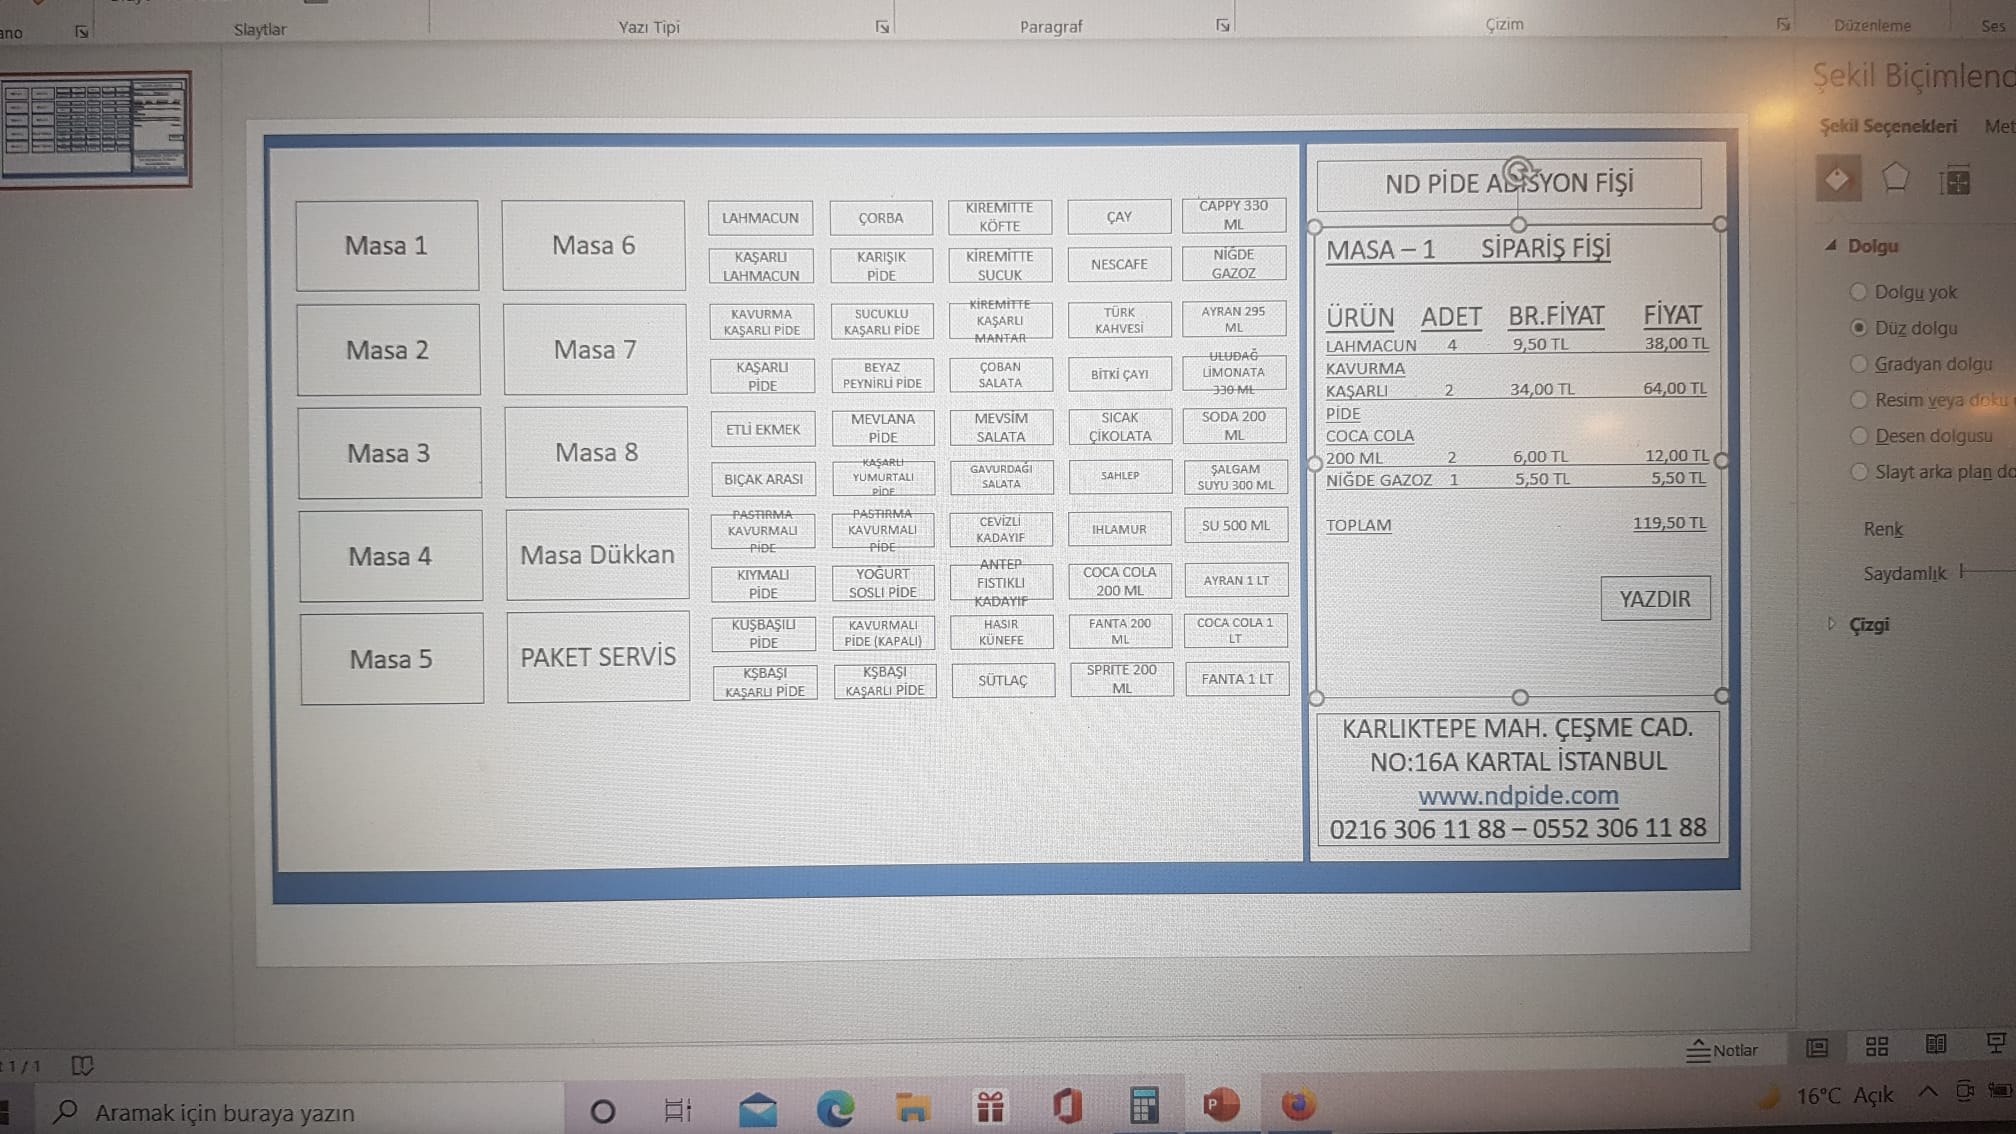 Slaytlar
Yazı Tipi
Paragraf
Çizim
Düzenleme
Ses
Şekil Seçenekleri
Dolgu
Dolgu yok
Düz dolgu
Gradyan dolgu
Resim veya doku
Desen dolgusu
Slayt arka plan
Renk
Saydamlık
Çizgi
Masa 1
Masa 6
Masa 2
Masa 7
Masa 3
Masa 8
Masa 4
Masa Dükkan
Masa 5
PAKET SERVİS
LAHMACUN
KAŞARLI
LAHMACUN
KAVURMA
KAŞARLI PİDE
KAŞARLI
PİDE
ETLİ EKMEK
BIÇAK ARASI
PASTIRMA
KAVURMALI
PİDE
KIYMALI
PİDE
KUŞBAŞILI
PİDE
KŞBAŞI
KAŞARLI PİDE
ÇORBA
KARIŞIK
PİDE
SUCUKLU
KAŞARLI PİDE
BEYAZ
PEYNİRLİ PİDE
MEVLANA
PİDE
KAŞARLI
YUMURTALI
PİDE
PASTIRMA
KAVURMALI
PİDE
YOĞURT
SOSLI PİDE
KAVURMALI
PİDE (KAPALI)
KŞBAŞI
KAŞARLI PİDE
KİREMİTTE
KÖFTE
KİREMİTTE
SUCUK
KİREMİTTE
KAŞARLI
MANTAR
ÇOBAN
SALATA
MEVSİM
SALATA
GAVURDAĞI
SALATA
CEVİZLİ
KADAYIF
ANTEP
FISTIKLI
KADAYIF
HASIR
KÜNEFE
SÜTLAÇ
ÇAY
NESCAFE
TÜRK
KAHVESİ
BİTKİ ÇAYI
SICAK
ÇİKOLATA
SAHLEP
IHLAMUR
COCA COLA
200 ML
FANTA 200
ML
SPRITE 200
ML
CAPPY 330
ML
NİĞDE
GAZOZ
AYRAN 295
ML
ULUDAĞ
LİMONATA
330 ML
SODA 200
ML
ŞALGAM
SUYU 300 ML
SU 500 ML
AYRAN 1 LT
COCA COLA 1
LT
FANTA 1 LT
ND PİDE ADİSYON FİŞİ
MASA – 1 SİPARİŞ FİŞİ
ÜRÜN ADET BR.FİYAT FİYAT
LAHMACUN 4 9,50 TL 38,00 TL
KAVURMA
KAŞARLI 2 34,00 TL 64,00 TL
PİDE
COCA COLA
200 ML 2 6,00 TL 12,00 TL
NİĞDE GAZOZ 1 5,50 TL 5,50 TL
TOPLAM 119,50 TL
YAZDIR
KARLIKTEPE MAH. ÇEŞME CAD.
NO:16A KARTAL İSTANBUL
www.ndpide.com
0216 306 11 88 – 0552 306 11 88
1 / 1
Notlar
Aramak için buraya yazın
16°C Açık